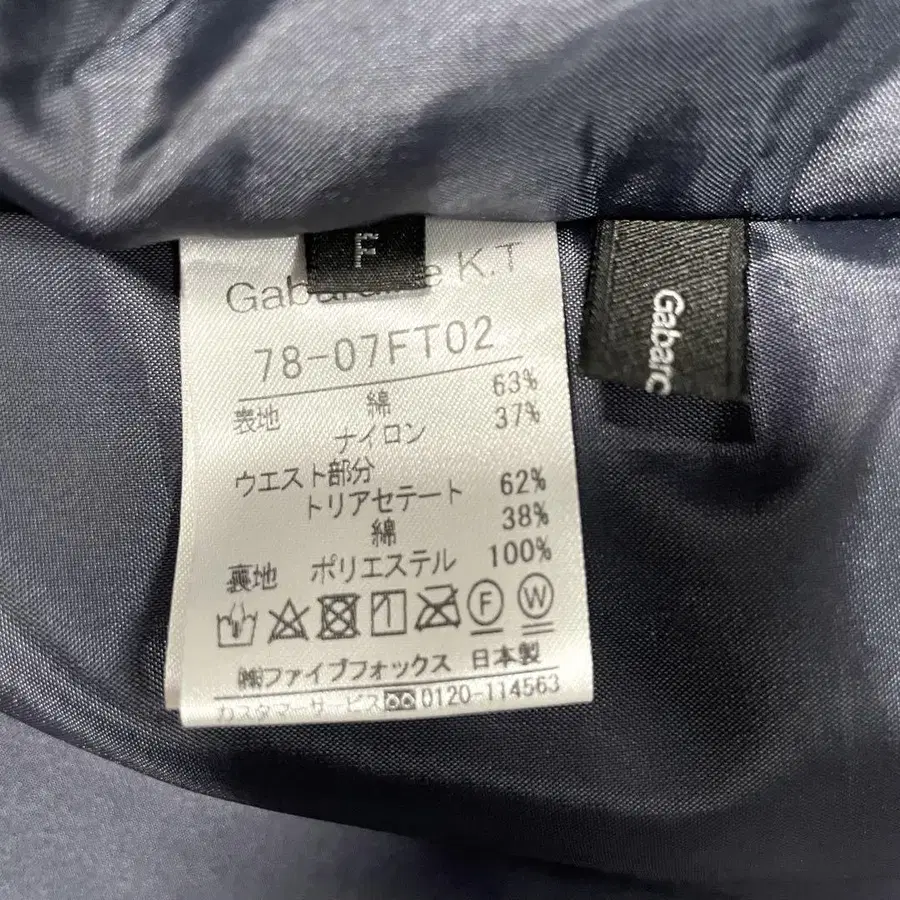 F
Gabardine K.T
78-07FT02
表地 綿 63%
ナイロン 37%
ウエスト部分
トリアセテート 62%
綿 38%
裏地 ポリエステル 100%
F W
㈱ファイブフォックス 日本製
カスタマーサービス 0120-114563
Gabarc